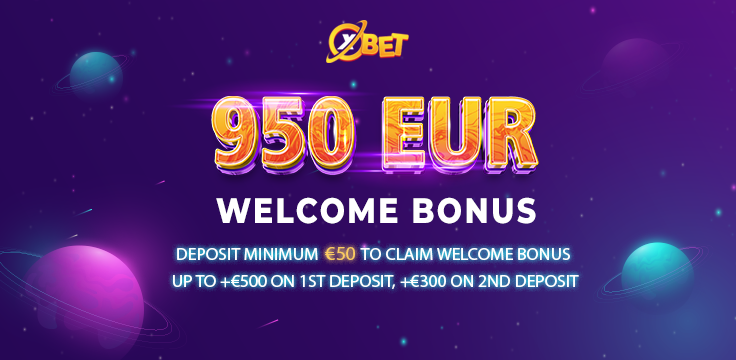 XBET
950 EUR
WELCOME BONUS
DEPOSIT MINIMUM €50 TO CLAIM WELCOME BONUS
UP TO +€500 ON 1ST DEPOSIT, +€300 ON 2ND DEPOSIT